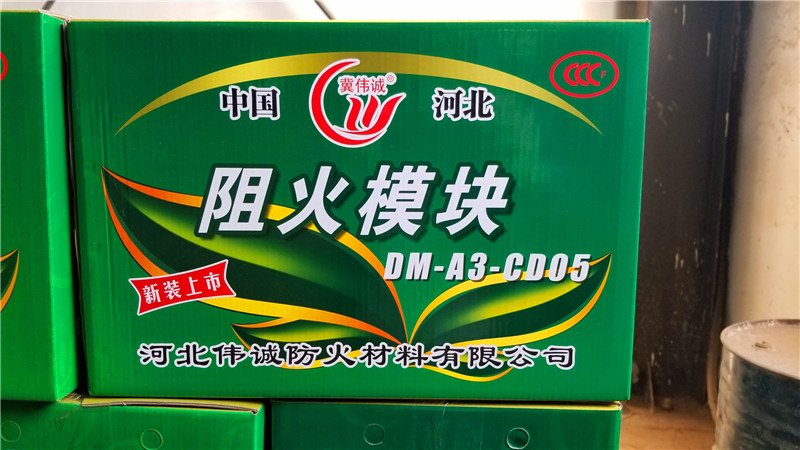 冀伟诚®
中国 河北
CCC F
阻火模块
DM-A3-CD05
新装上市
河北伟诚防火材料有限公司